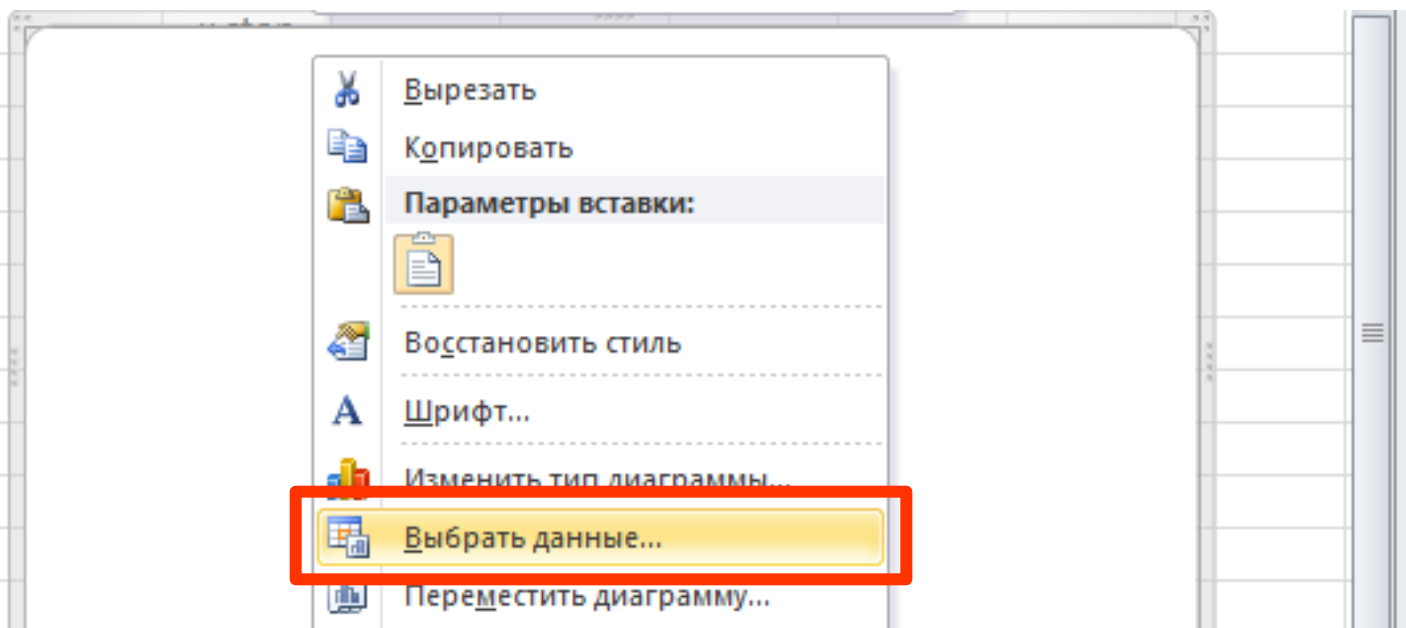 Вырезать
Копировать
Параметры вставки:
Восстановить стиль
Шрифт...
Изменить тип диаграммы...
Выбрать данные...
Переместить диаграмму...